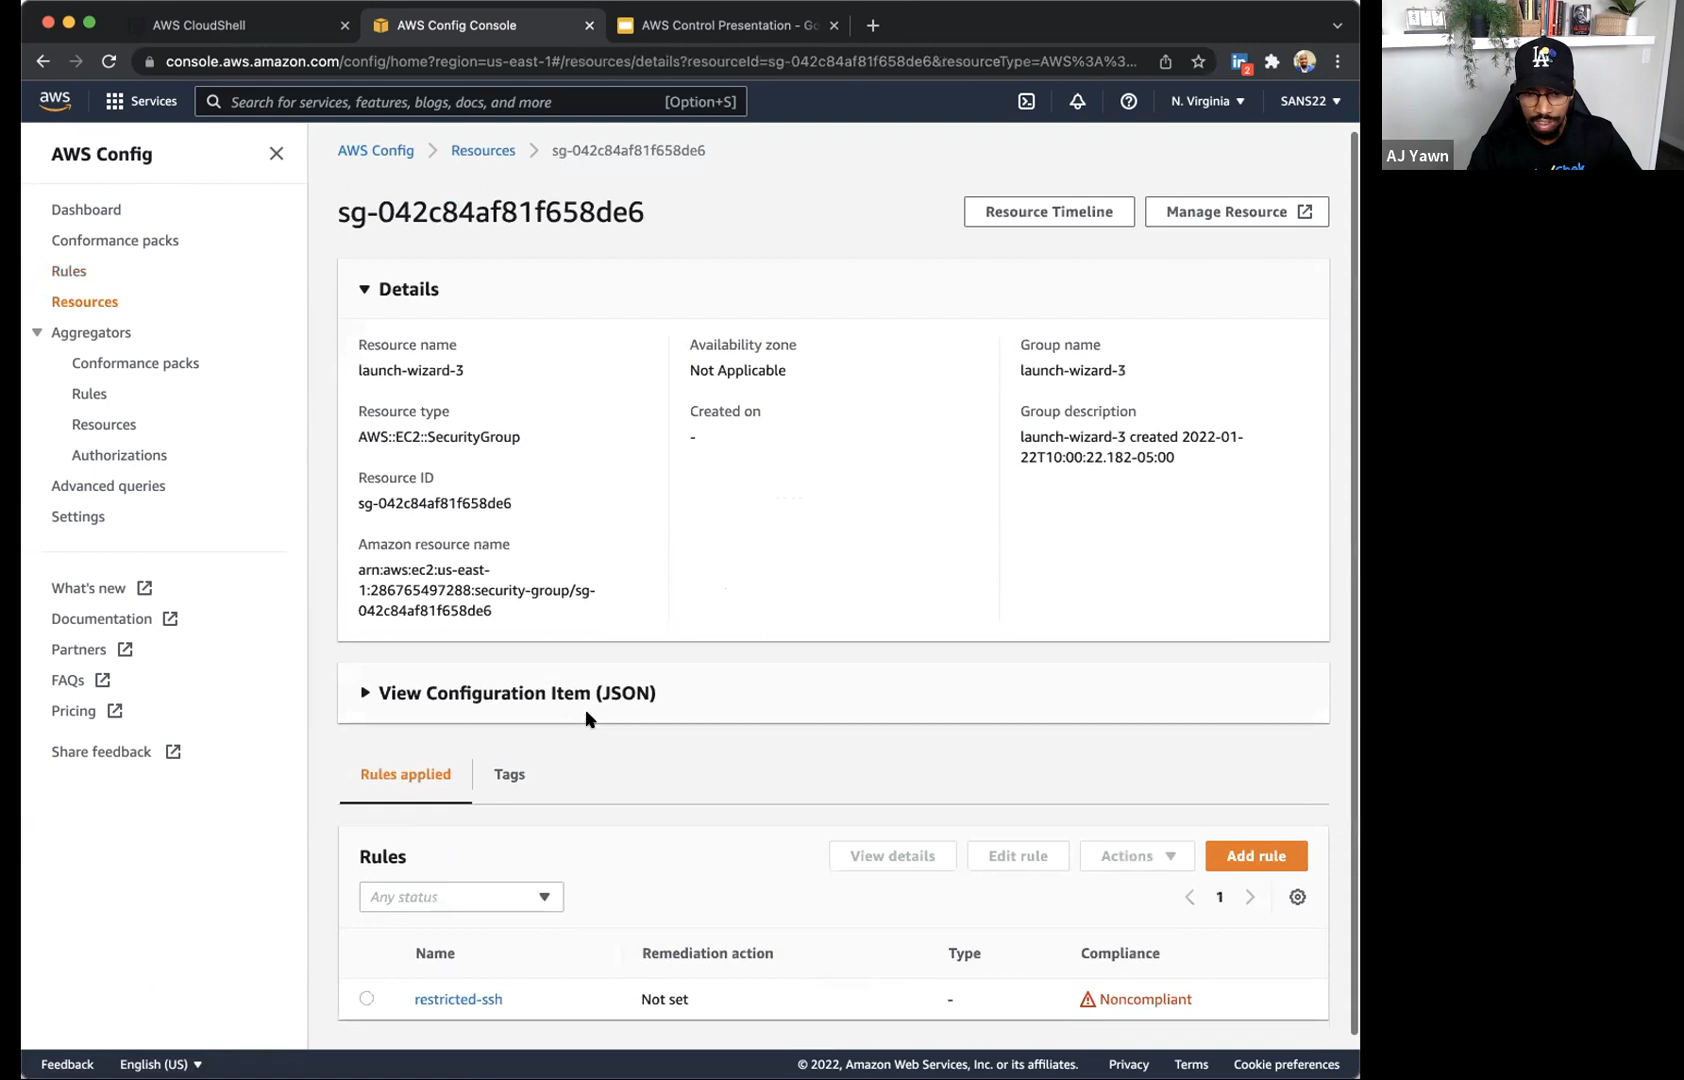 AWS CloudShell
AWS Config Console
AWS Control Presentation - Go
console.aws.amazon.com/config/home?region=us-east-1#/resources/details?resourceId=sg-042c84af81f658de6&resourceType=AWS%3A%3...
2
aws
Services
Search for services, features, blogs, docs, and more
[Option+S]
N. Virginia
SANS22
AWS Config
Dashboard
Conformance packs
Rules
Resources
Aggregators
Conformance packs
Rules
Resources
Authorizations
Advanced queries
Settings
What's new
Documentation
Partners
FAQs
Pricing
Share feedback
AWS Config
Resources
sg-042c84af81f658de6
sg-042c84af81f658de6
Resource Timeline
Manage Resource
Details
Resource name
launch-wizard-3
Resource type
AWS::EC2::SecurityGroup
Resource ID
sg-042c84af81f658de6
Amazon resource name
arn:aws:ec2:us-east-
1:286765497288:security-group/sg-
042c84af81f658de6
Availability zone
Not Applicable
Created on
-
Group name
launch-wizard-3
Group description
launch-wizard-3 created 2022-01-
22T10:00:22.182-05:00
View Configuration Item (JSON)
Rules applied
Tags
Rules
View details
Edit rule
Actions
Add rule
Any status
1
Name
Remediation action
Type
Compliance
restricted-ssh
Not set
-
Noncompliant
Feedback
English (US)
© 2022, Amazon Web Services, Inc. or its affiliates.
Privacy
Terms
Cookie preferences
AJ Yawn
LA